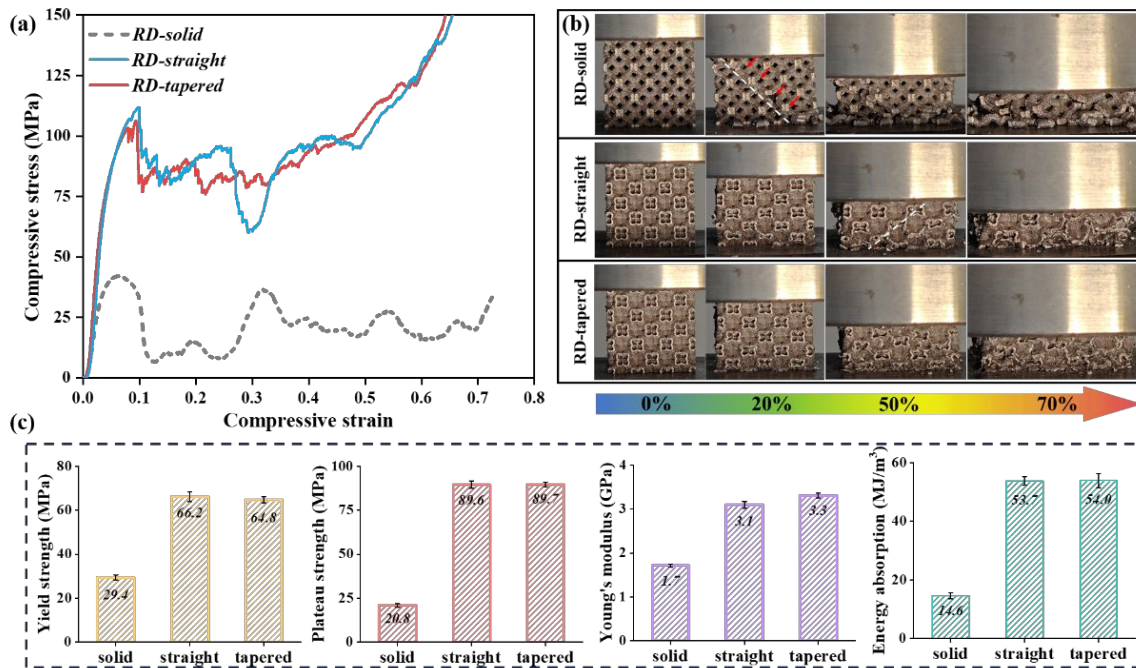 (a)
150
125
100
75
50
25
0
0.0 0.1 0.2 0.3 0.4 0.5 0.6 0.7 0.8
Compressive stress (MPa)
Compressive strain
RD-solid
RD-straight
RD-tapered
(b)
RD-solid
RD-straight
RD-tapered
0% 20% 50% 70%
(c)
Yield strength (MPa)
80
60
40
20
0
29.4
66.2
64.8
solid straight tapered
Plateau strength (MPa)
100
75
50
25
0
20.8
89.6
89.7
solid straight tapered
Young's modulus (GPa)
4
3
2
1
0
1.7
3.1
3.3
solid straight tapered
Energy absorption (MJ/m³)
60
45
30
15
0
14.6
53.7
54.0
solid straight tapered